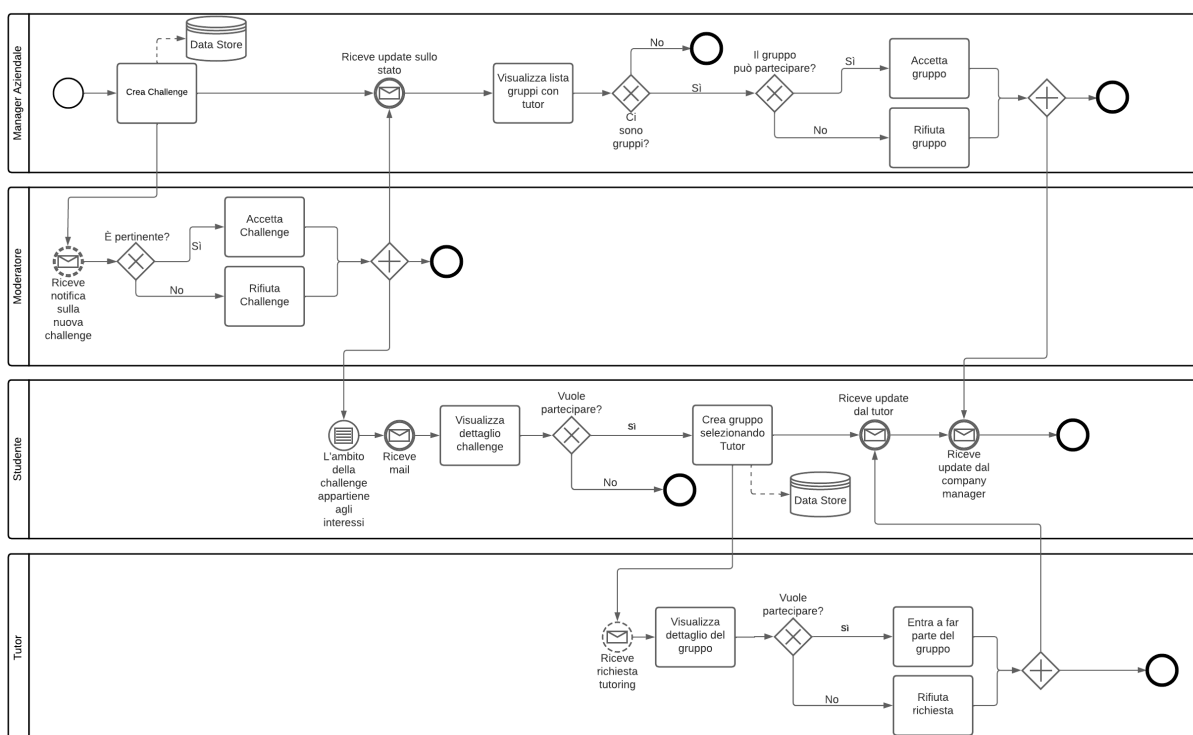 Manager Aziendale
Data Store
Crea Challenge
Riceve update sullo
stato
Visualizza lista
gruppi con
tutor
No
Sì
Ci
sono
gruppi?
Il gruppo
può partecipare?
Sì
No
Accetta
gruppo
Rifiuta
gruppo
Moderatore
Riceve
notifica
sulla
nuova
challenge
È pertinente?
Sì
No
Accetta
Challenge
Rifiuta
Challenge
Studente
L'ambito
della
challenge
appartiene
agli
interessi
Riceve
mail
Visualizza
dettaglio
challenge
Vuole
partecipare?
sì
No
Crea gruppo
selezionando
Tutor
Data Store
Riceve update
dal tutor
Riceve
update dal
company
manager
Tutor
Riceve
richiesta
tutoring
Visualizza
dettaglio del
gruppo
Vuole
partecipare?
sì
No
Entra a far
parte del
gruppo
Rifiuta
richiesta